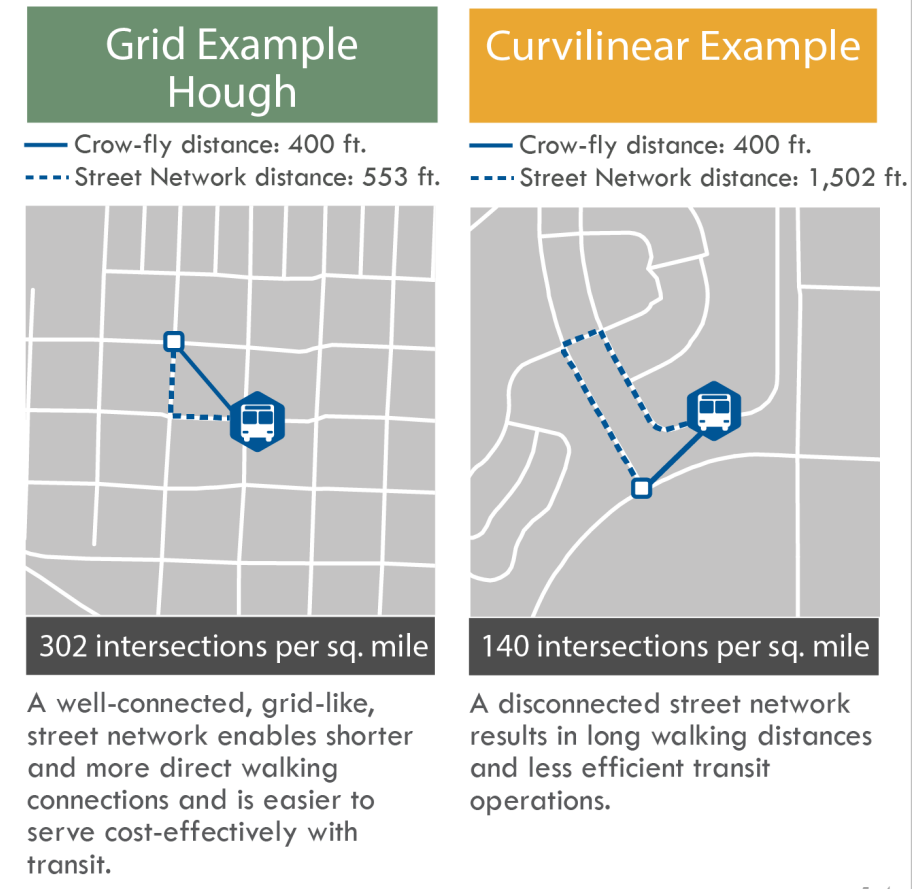 Grid Example
Hough
Crow-fly distance: 400 ft.
Street Network distance: 553 ft.
302 intersections per sq. mile
A well-connected, grid-like,
street network enables shorter
and more direct walking
connections and is easier to
serve cost-effectively with
transit.
Curvilinear Example
Crow-fly distance: 400 ft.
Street Network distance: 1,502 ft.
140 intersections per sq. mile
A disconnected street network
results in long walking distances
and less efficient transit
operations.